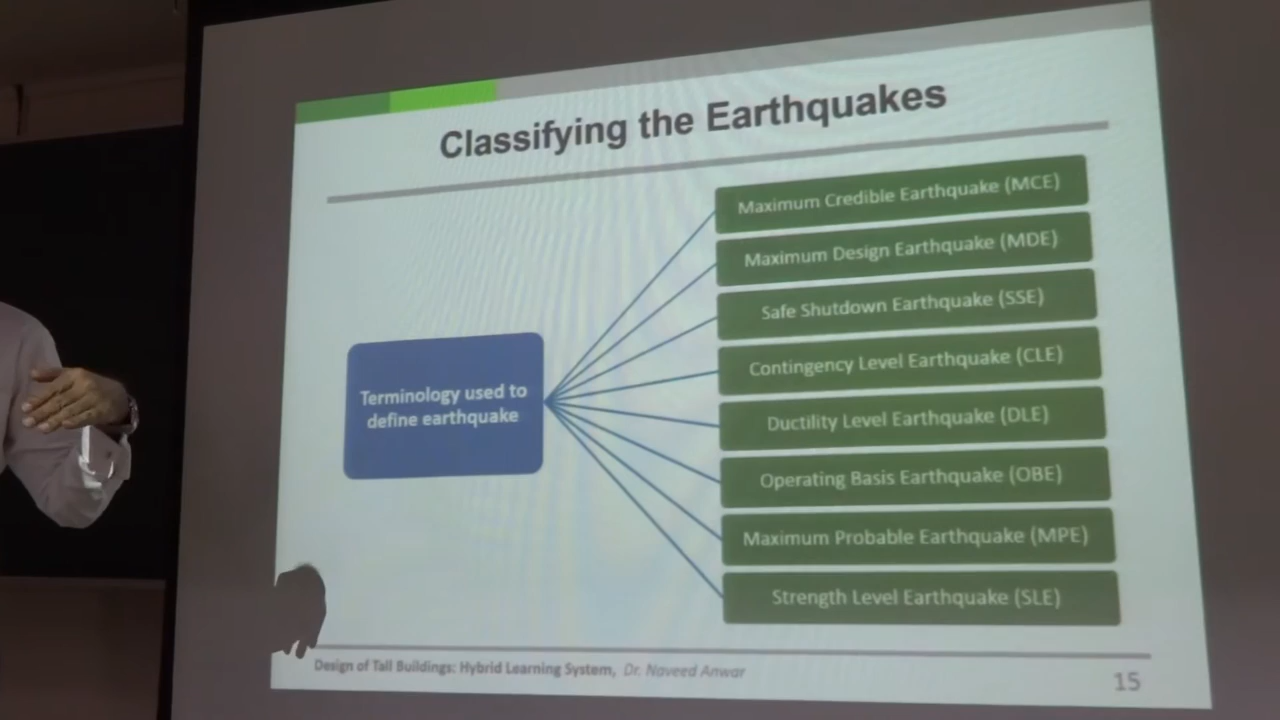 Classifying the Earthquakes
Terminology used to
define earthquake
Maximum Credible Earthquake (MCE)
Maximum Design Earthquake (MDE)
Safe Shutdown Earthquake (SSE)
Contingency Level Earthquake (CLE)
Ductility Level Earthquake (DLE)
Operating Basis Earthquake (OBE)
Maximum Probable Earthquake (MPE)
Strength Level Earthquake (SLE)
Design of Tall Buildings: Hybrid Learning System, Dr. Naveed Anwar
15